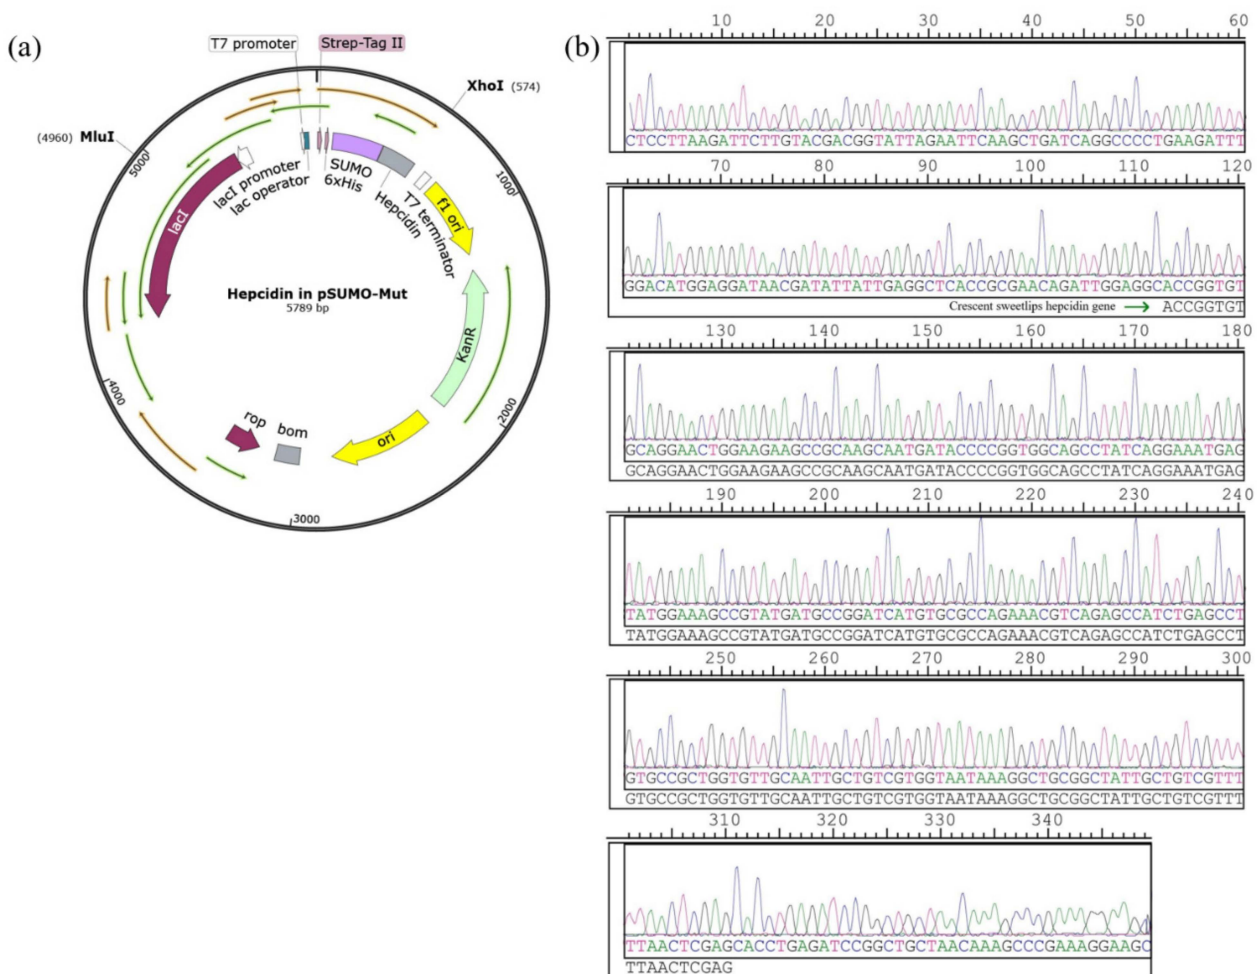 (a)
T7 promoter
Strep-Tag II
XhoI (574)
(4960) MluI
5000
1000
2000
3000
4000
lacI
lacI promoter
lac operator
SUMO
6xHis
Hepcidin
T7 terminator
f1 ori
KanR
ori
bom
rop
Hepcidin in pSUMO-Mut
5789 bp
(b)
10 20 30 40 50 60
CTCCTTAAGATTCTTGTACGACGGTATTAGAATTCAAGCTGATCAGGCCCCTGAAGATTT
70 80 90 100 110 120
GGACATGGAGGATAACGATATTATTGAGGCTCACCGCGAACAGATTGGAGGCACCGGTGT
Crescent sweetlips hepcidin gene → ACCGGTGT
130 140 150 160 170 180
GCAGGAACTGGAAGAAGCCGCAAGCAATGATACCCCGGTGGCAGCCTATCAGGAAATGAG
GCAGGAACTGGAAGAAGCCGCAAGCAATGATACCCCGGTGGCAGCCTATCAGGAAATGAG
190 200 210 220 230 240
TATGGAAAGCCGTATGATGCCGGATCATGTGCGCCAGAAACGTCAGAGCCATCTGAGCCT
TATGGAAAGCCGTATGATGCCGGATCATGTGCGCCAGAAACGTCAGAGCCATCTGAGCCT
250 260 270 280 290 300
GTGCCGCTGGTGTTGCAATTGCTGTCGTGGTAATAAAGGCTGCGGCTATTGCTGTCGTTT
GTGCCGCTGGTGTTGCAATTGCTGTCGTGGTAATAAAGGCTGCGGCTATTGCTGTCGTTT
310 320 330 340
TTAACTCGAGCACCTGAGATCCGGCTGCTAACAAAGCCCGAAAGGAAGC
TTAACTCGAG